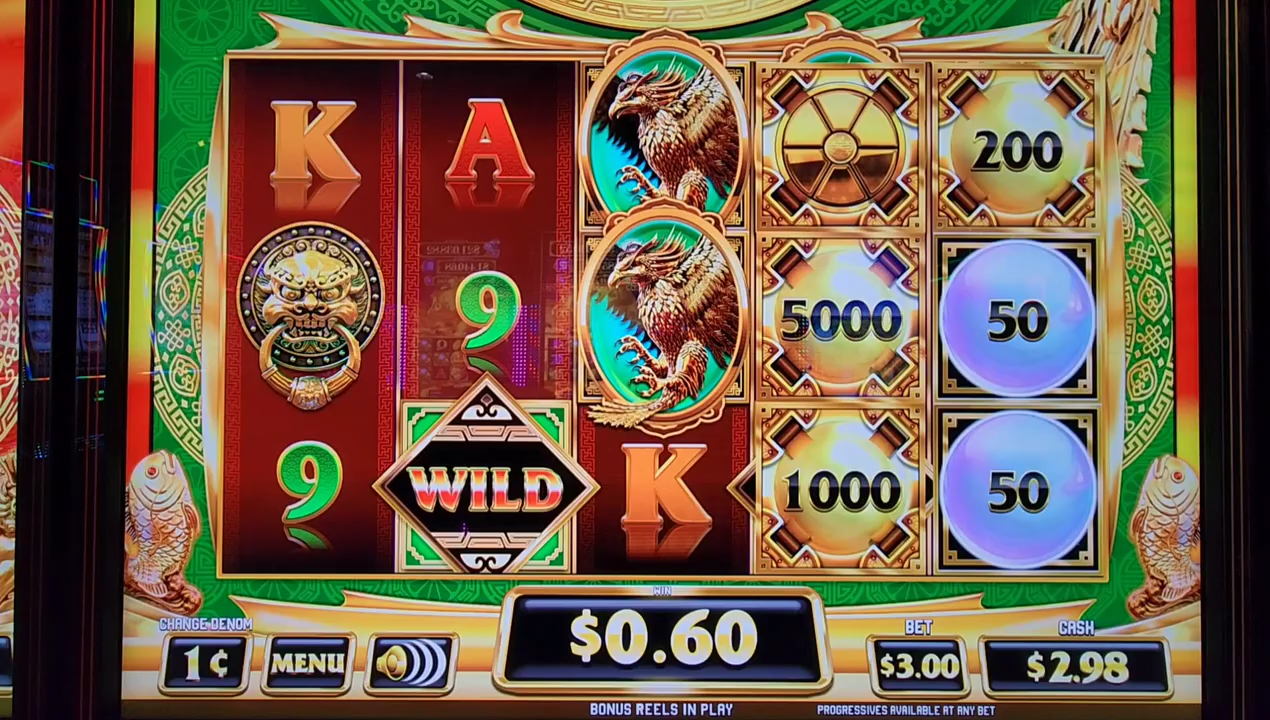 K A 200
9 5000 50
9 WILD K 1000 50
WIN
CHANGE DENOM $0.60 BET CASH
1¢ MENU $3.00 $2.98
BONUS REELS IN PLAY PROGRESSIVES AVAILABLE AT ANY BET